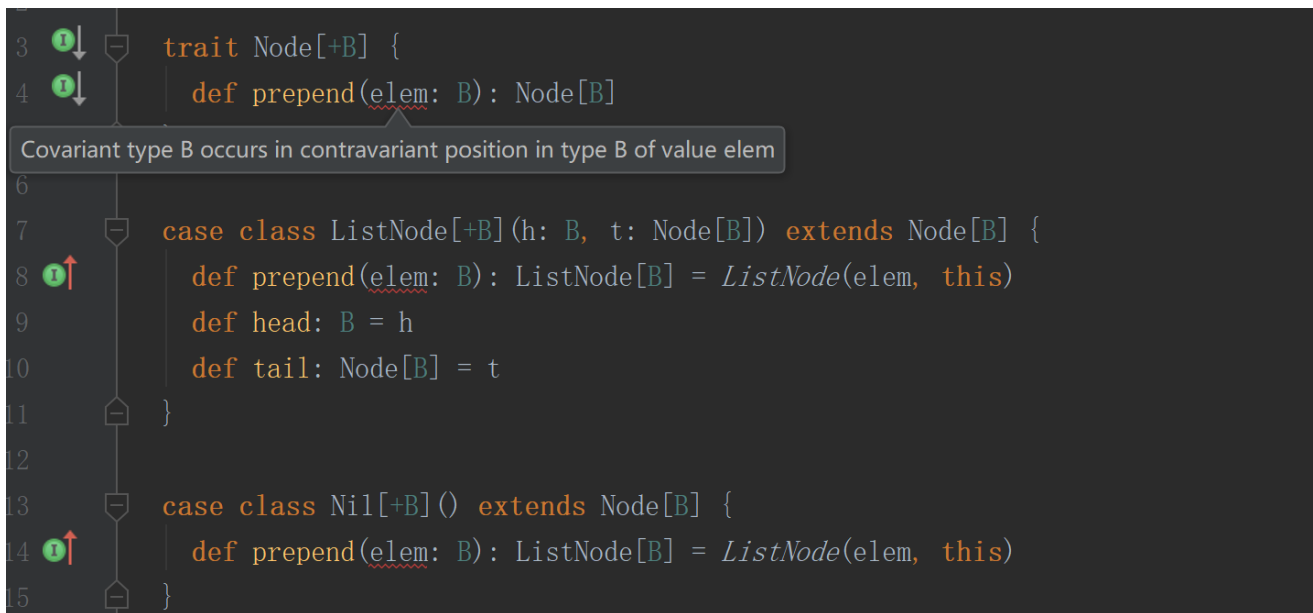 3 trait Node[+B] {
4 def prepend(elem: B): Node[B]
Covariant type B occurs in contravariant position in type B of value elem
6
7 case class ListNode[+B](h: B, t: Node[B]) extends Node[B] {
8 def prepend(elem: B): ListNode[B] = ListNode(elem, this)
9 def head: B = h
10 def tail: Node[B] = t
11 }
12
13 case class Nil[+B]() extends Node[B] {
14 def prepend(elem: B): ListNode[B] = ListNode(elem, this)
15 }